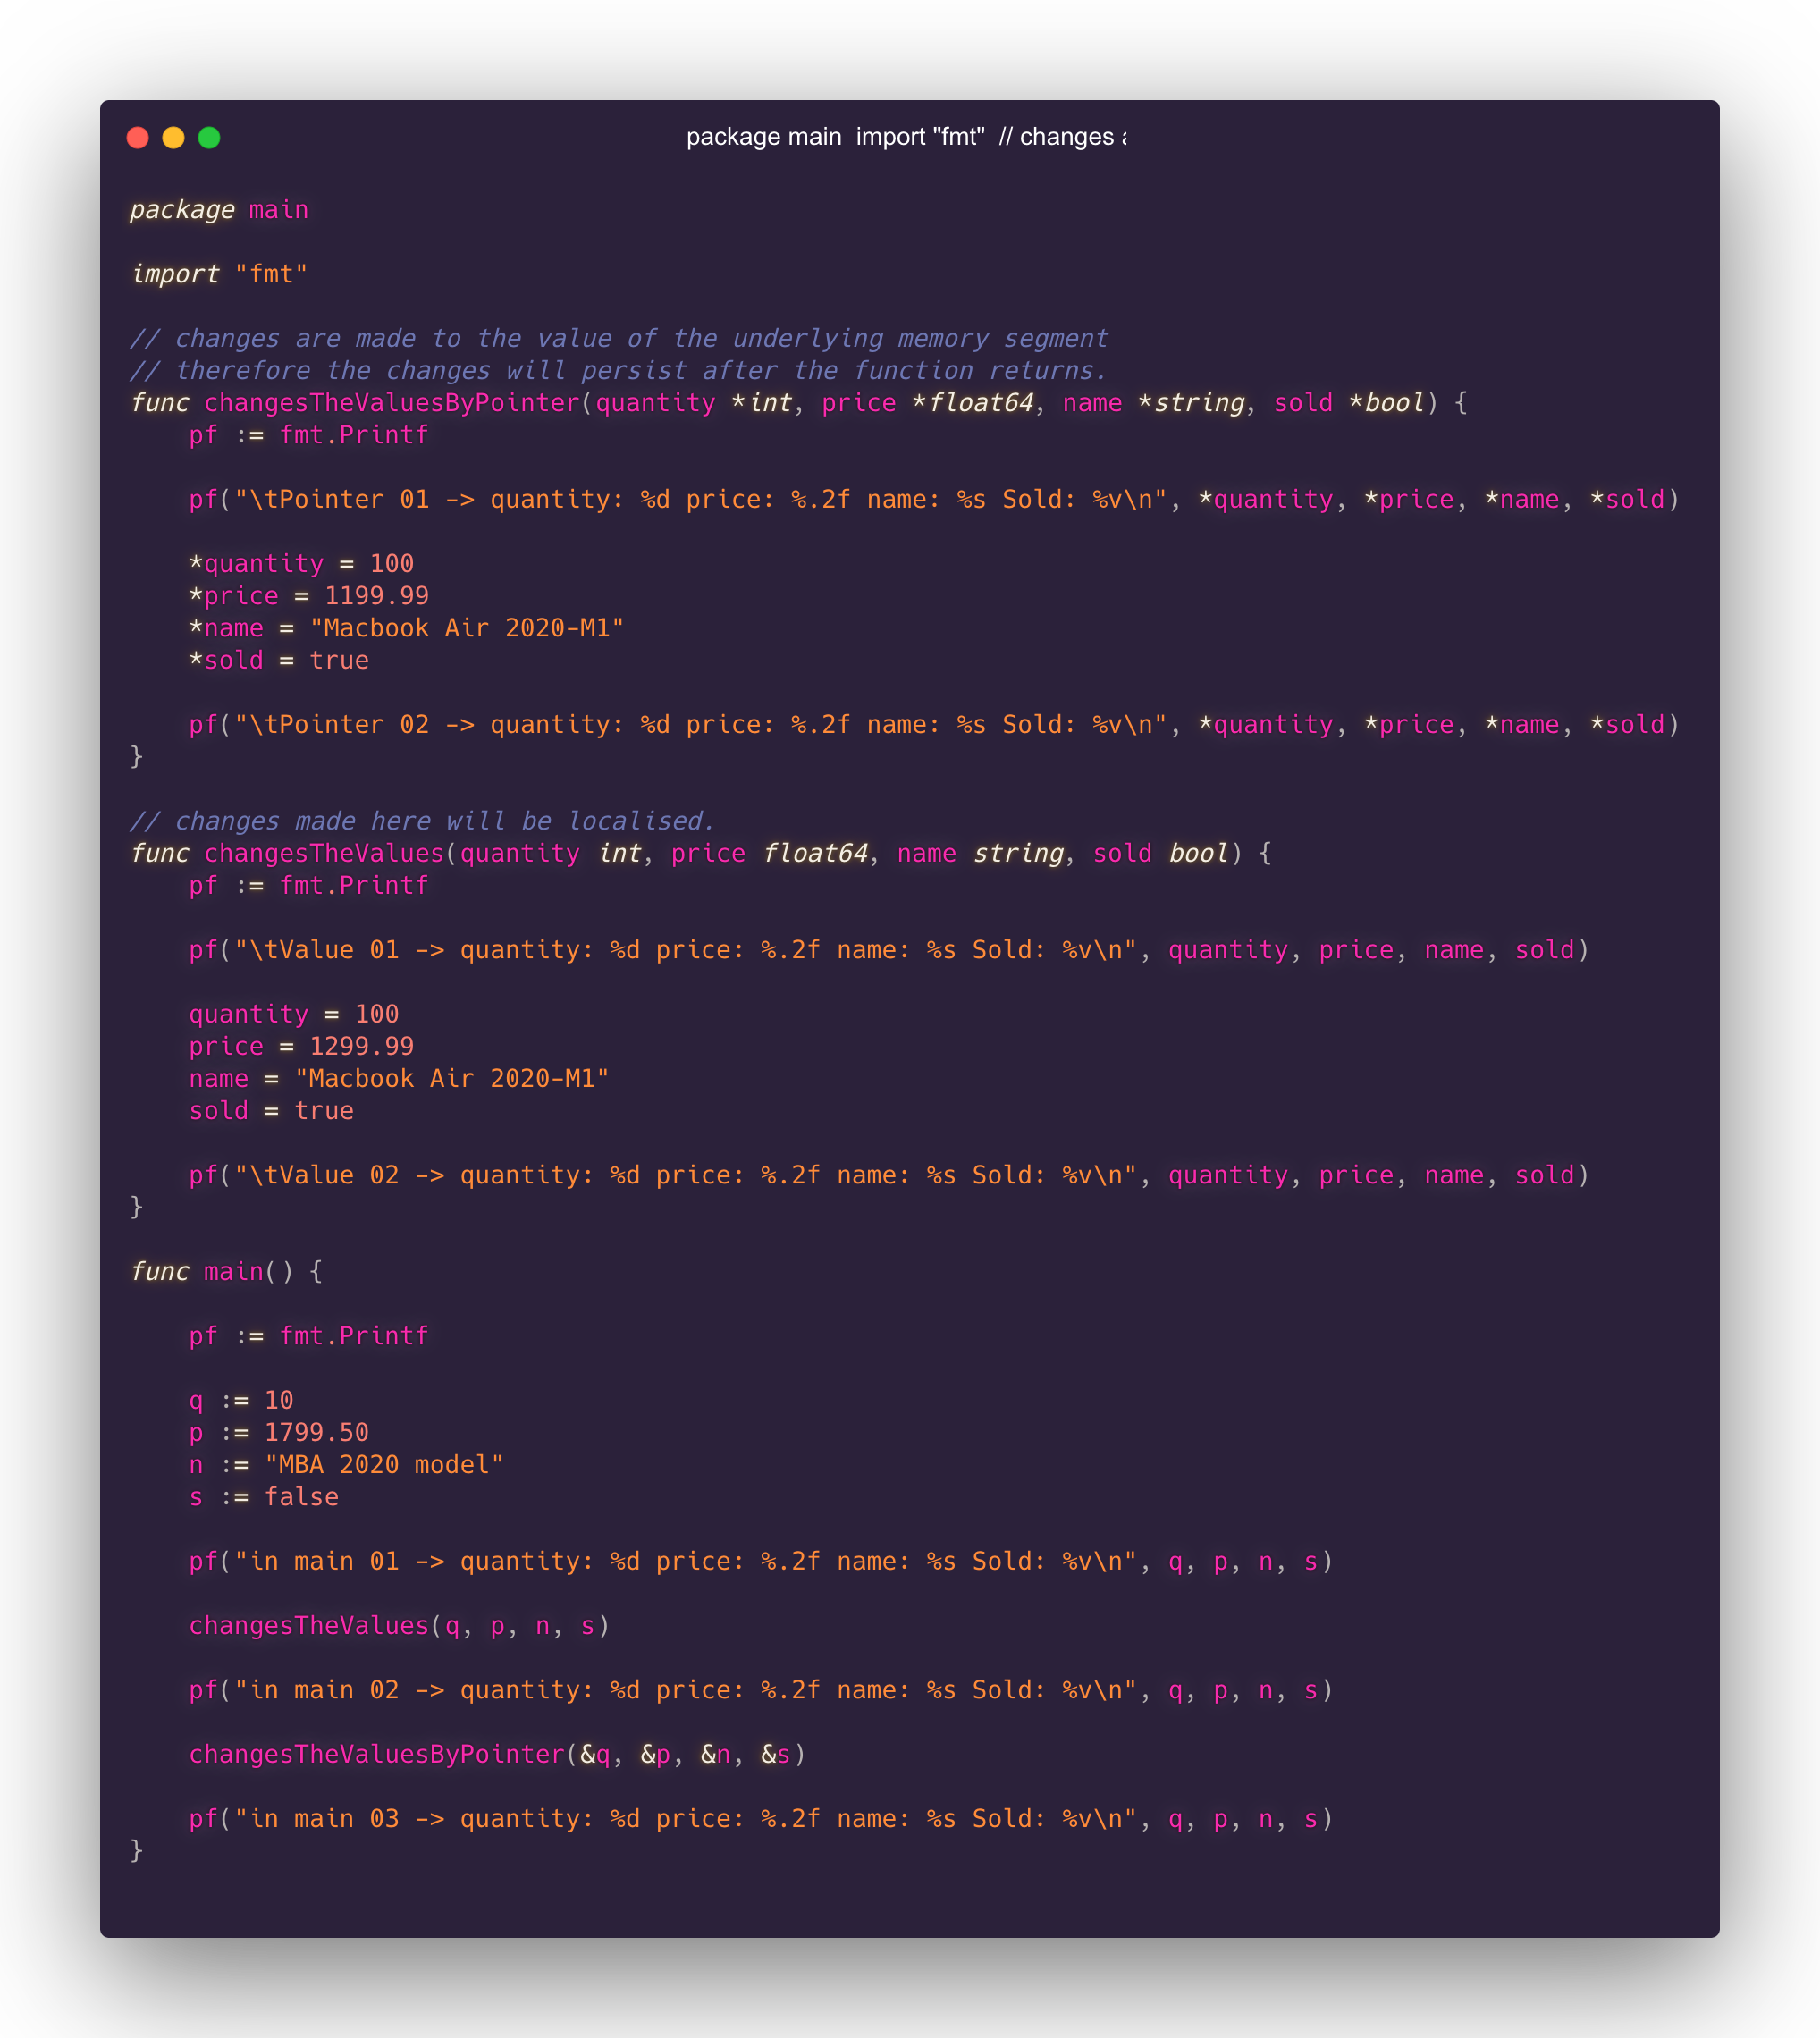 package main  import "fmt"  // changes
package main
import "fmt"
// changes are made to the value of the underlying memory segment
// therefore the changes will persist after the function returns.
func changesTheValuesByPointer(quantity *int, price *float64, name *string, sold *bool) {
    pf := fmt.Printf
    pf("\tPointer 01 -> quantity: %d price: %.2f name: %s Sold: %v\n", *quantity, *price, *name, *sold)
    *quantity = 100
    *price = 1199.99
    *name = "Macbook Air 2020-M1"
    *sold = true
    pf("\tPointer 02 -> quantity: %d price: %.2f name: %s Sold: %v\n", *quantity, *price, *name, *sold)
}
// changes made here will be localised.
func changesTheValues(quantity int, price float64, name string, sold bool) {
    pf := fmt.Printf
    pf("\tValue 01 -> quantity: %d price: %.2f name: %s Sold: %v\n", quantity, price, name, sold)
    quantity = 100
    price = 1299.99
    name = "Macbook Air 2020-M1"
    sold = true
    pf("\tValue 02 -> quantity: %d price: %.2f name: %s Sold: %v\n", quantity, price, name, sold)
}
func main() {
    pf := fmt.Printf
    q := 10
    p := 1799.50
    n := "MBA 2020 model"
    s := false
    pf("in main 01 -> quantity: %d price: %.2f name: %s Sold: %v\n", q, p, n, s)
    changesTheValues(q, p, n, s)
    pf("in main 02 -> quantity: %d price: %.2f name: %s Sold: %v\n", q, p, n, s)
    changesTheValuesByPointer(&q, &p, &n, &s)
    pf("in main 03 -> quantity: %d price: %.2f name: %s Sold: %v\n", q, p, n, s)
}